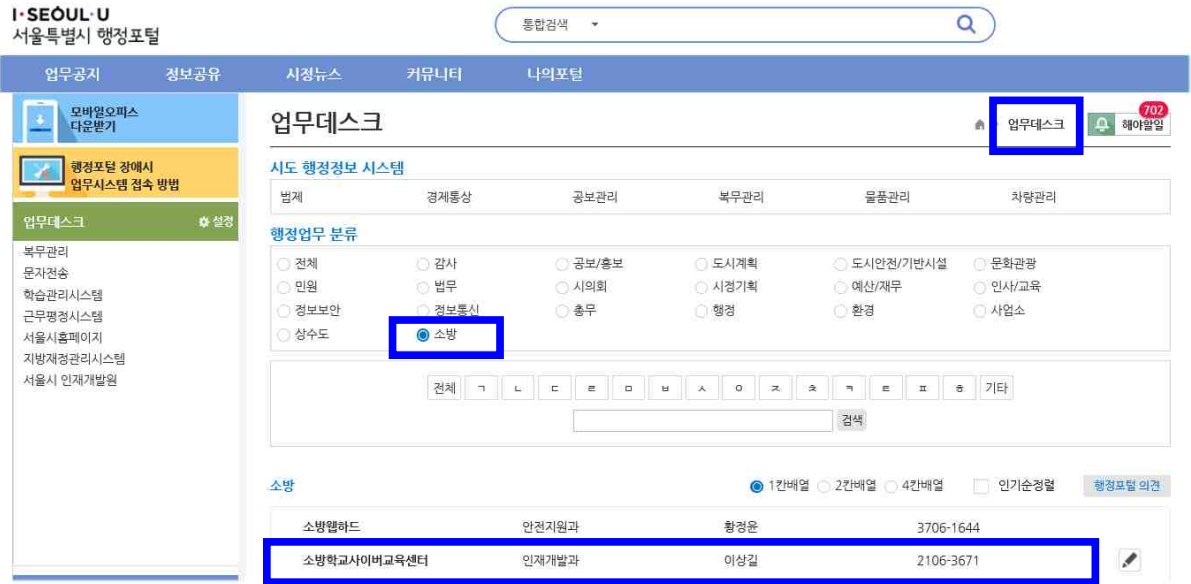 I·SEOUL·U
서울특별시 행정포털
통합검색
업무공지 정보공유 시정뉴스 커뮤니티 나의포털
모바일오피스
다운받기
행정포털 장애시
업무시스템 접속 방법
업무데스크 설정
복무관리
문자전송
학습관리시스템
근무평정시스템
서울시홈페이지
지방재정관리시스템
서울시 인재개발원
업무데스크
업무데스크
702
해야할일
시도 행정정보 시스템
법제 경제통상 공보관리 복무관리 물품관리 차량관리
행정업무 분류
전체 감사 공보/홍보 도시계획 도시안전/기반시설 문화관광
민원 법무 시의회 시정기획 예산/재무 인사/교육
정보보안 정보통신 총무 행정 환경 사업소
상수도 소방
전체 ㄱ ㄴ ㄷ ㄹ ㅁ ㅂ ㅅ ㅇ ㅈ ㅊ ㅋ ㅌ ㅍ ㅎ 기타
검색
소방 1칸배열 2칸배열 4칸배열 인기순정렬 행정포털 의견
소방웹하드 안전지원과 황정윤 3706-1644
소방학교사이버교육센터 인재개발과 이상길 2106-3671